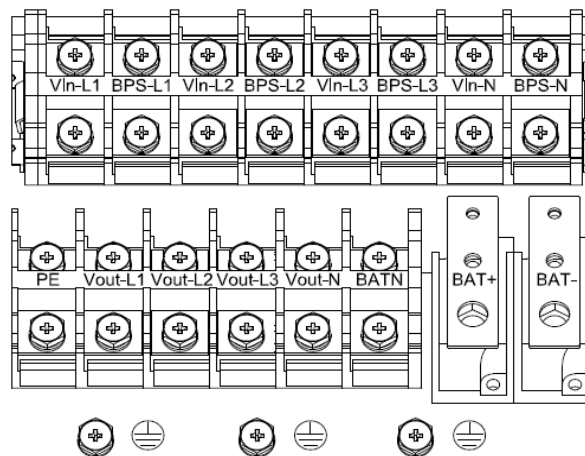 VIn-L1 BPS-L1 VIn-L2 BPS-L2 VIn-L3 BPS-L3 VIn-N BPS-N
PE Vout-L1 Vout-L2 Vout-L3 Vout-N BATN BAT+ BAT-